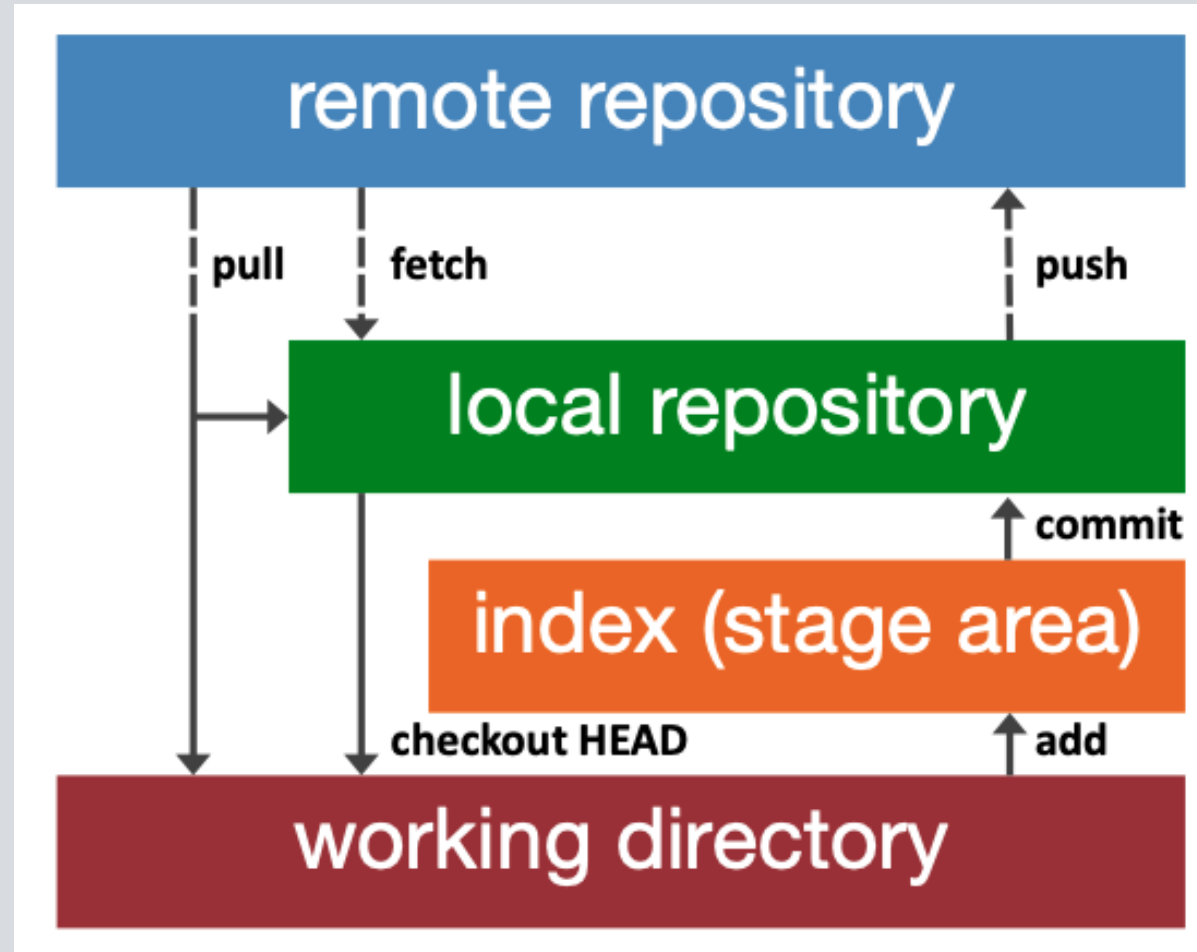 remote repository
pull
fetch
push
local repository
commit
index (stage area)
checkout HEAD
add
working directory